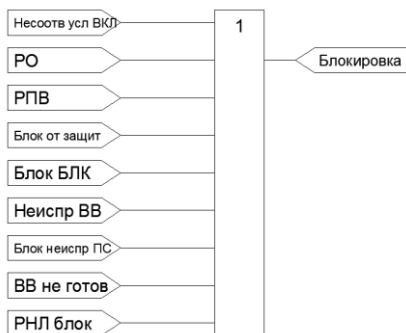 Несоотв усл ВКЛ
1
РО
Блокировка
РПВ
Блок от защит
Блок БЛК
Неиспр ВВ
Блок неиспр ПС
ВВ не готов
РНЛ блок